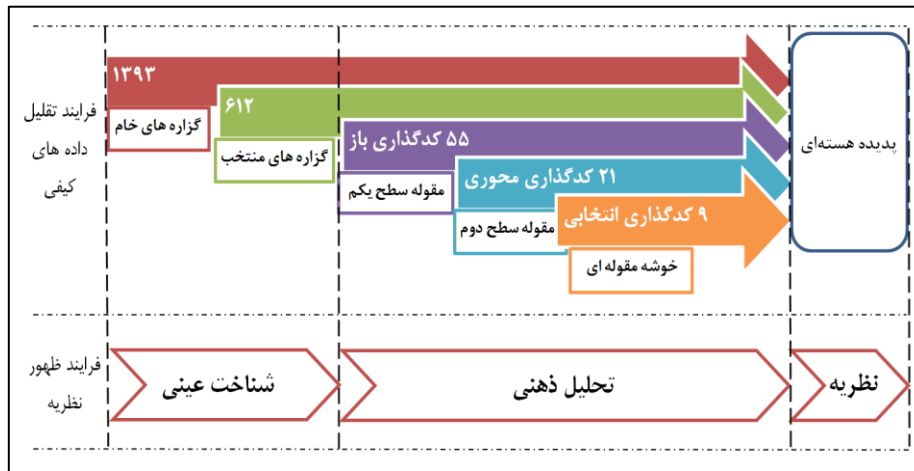 فرایند تقلیل
داده های
کیفی
۱۳۹۳
گزاره های خام
۶۱۲
گزاره های منتخب
۵۵ کدگذاری باز
مقوله سطح یکم
۲۱ کدگذاری محوری
مقوله سطح دوم
۹ کدگذاری انتخابی
خوشه مقوله ای
پدیده هسته‌ای
فرایند ظهور
نظریه
شناخت عینی
تحلیل ذهنی
نظریه